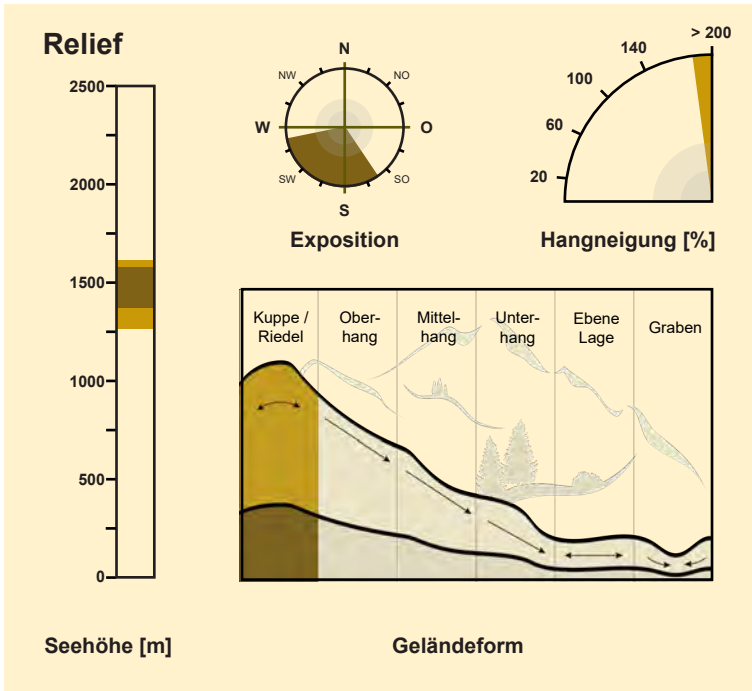 Relief
2500
2000
1500
1000
500
0
Seehöhe [m]
N
NW
NO
W
O
SW
SO
S
Exposition
> 200
140
100
60
20
Hangneigung [%]
Kuppe /
Riedel
Ober-
hang
Mittel-
hang
Unter-
hang
Ebene
Lage
Graben
Geländeform